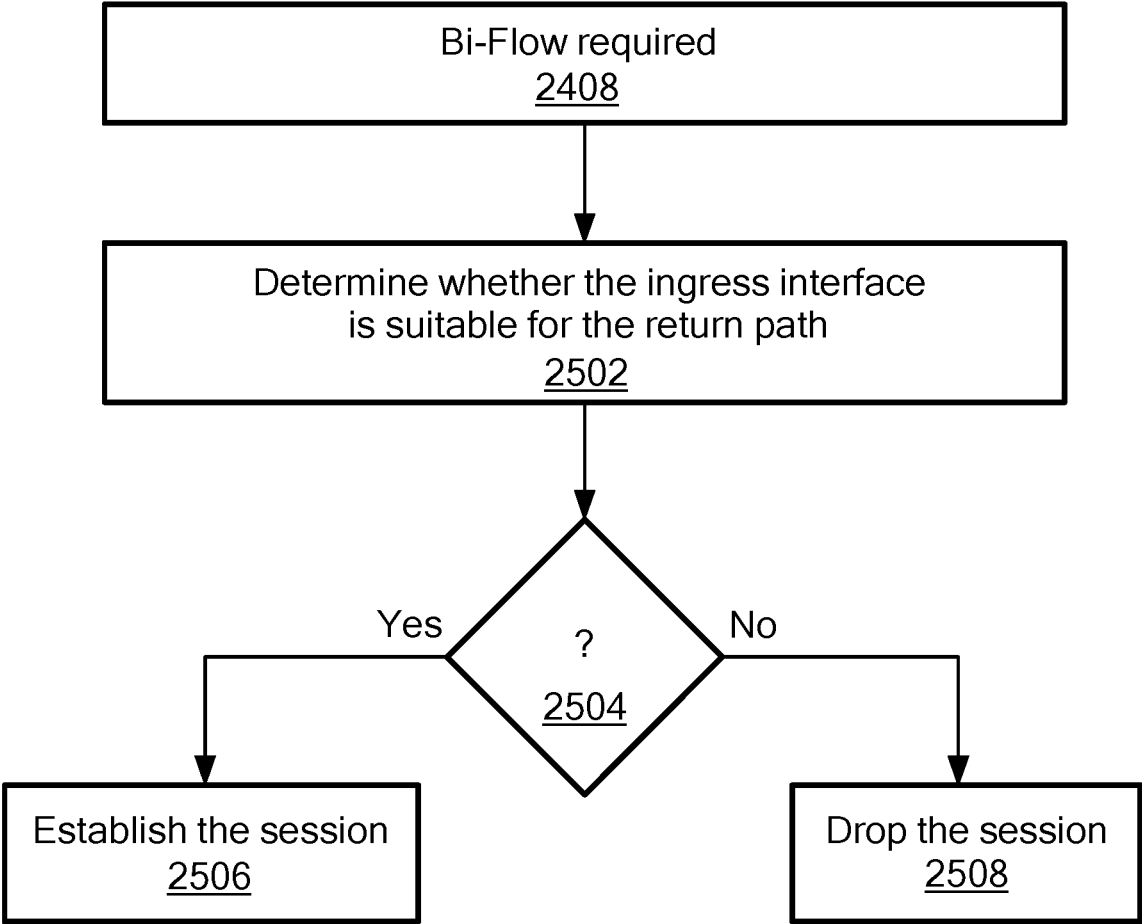 Bi-Flow required
2408
Determine whether the ingress interface
is suitable for the return path
2502
Yes
?
No
2504
Establish the session
2506
Drop the session
2508